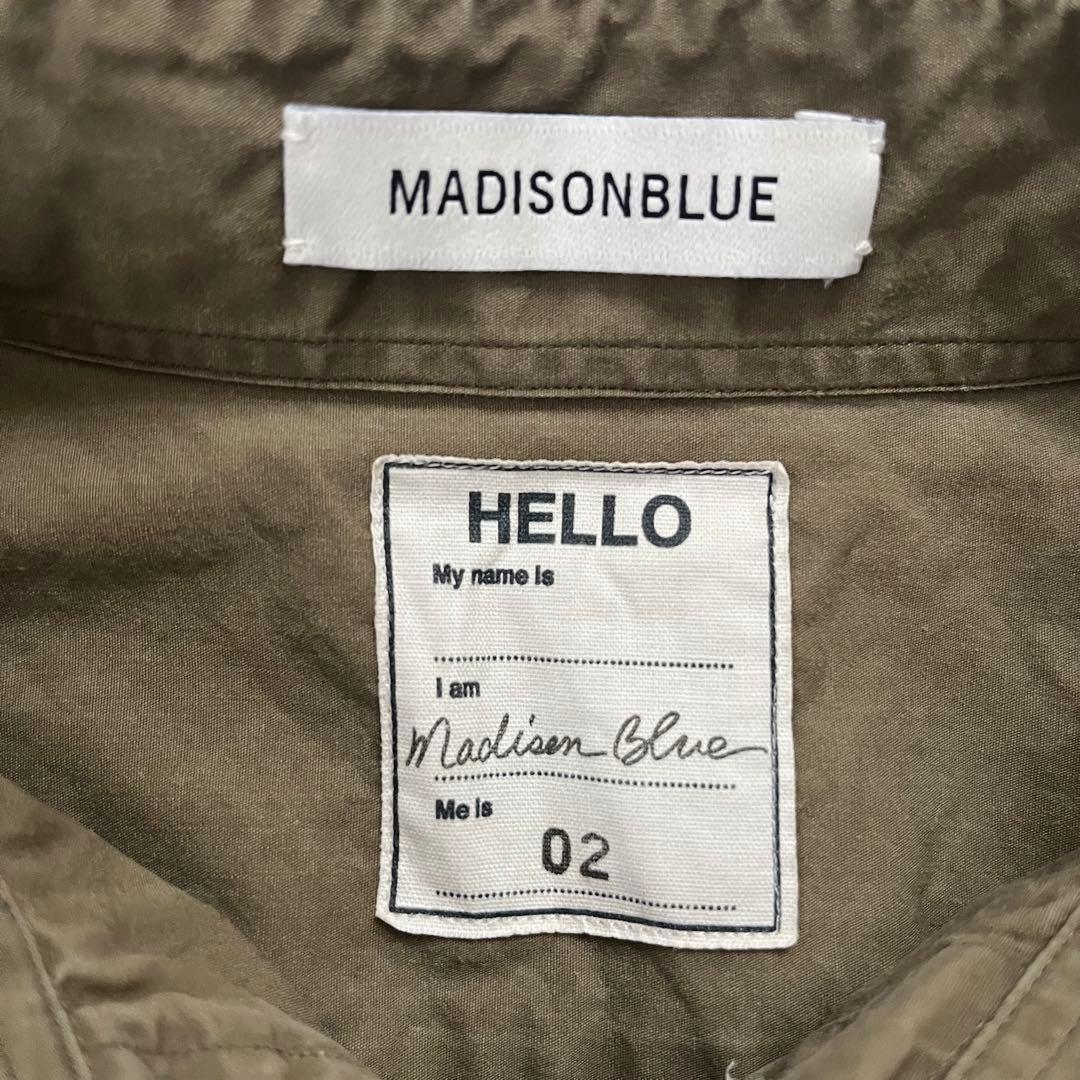 MADISONBLUE
HELLO
My name is
I am
Madison Blue
Me is
02